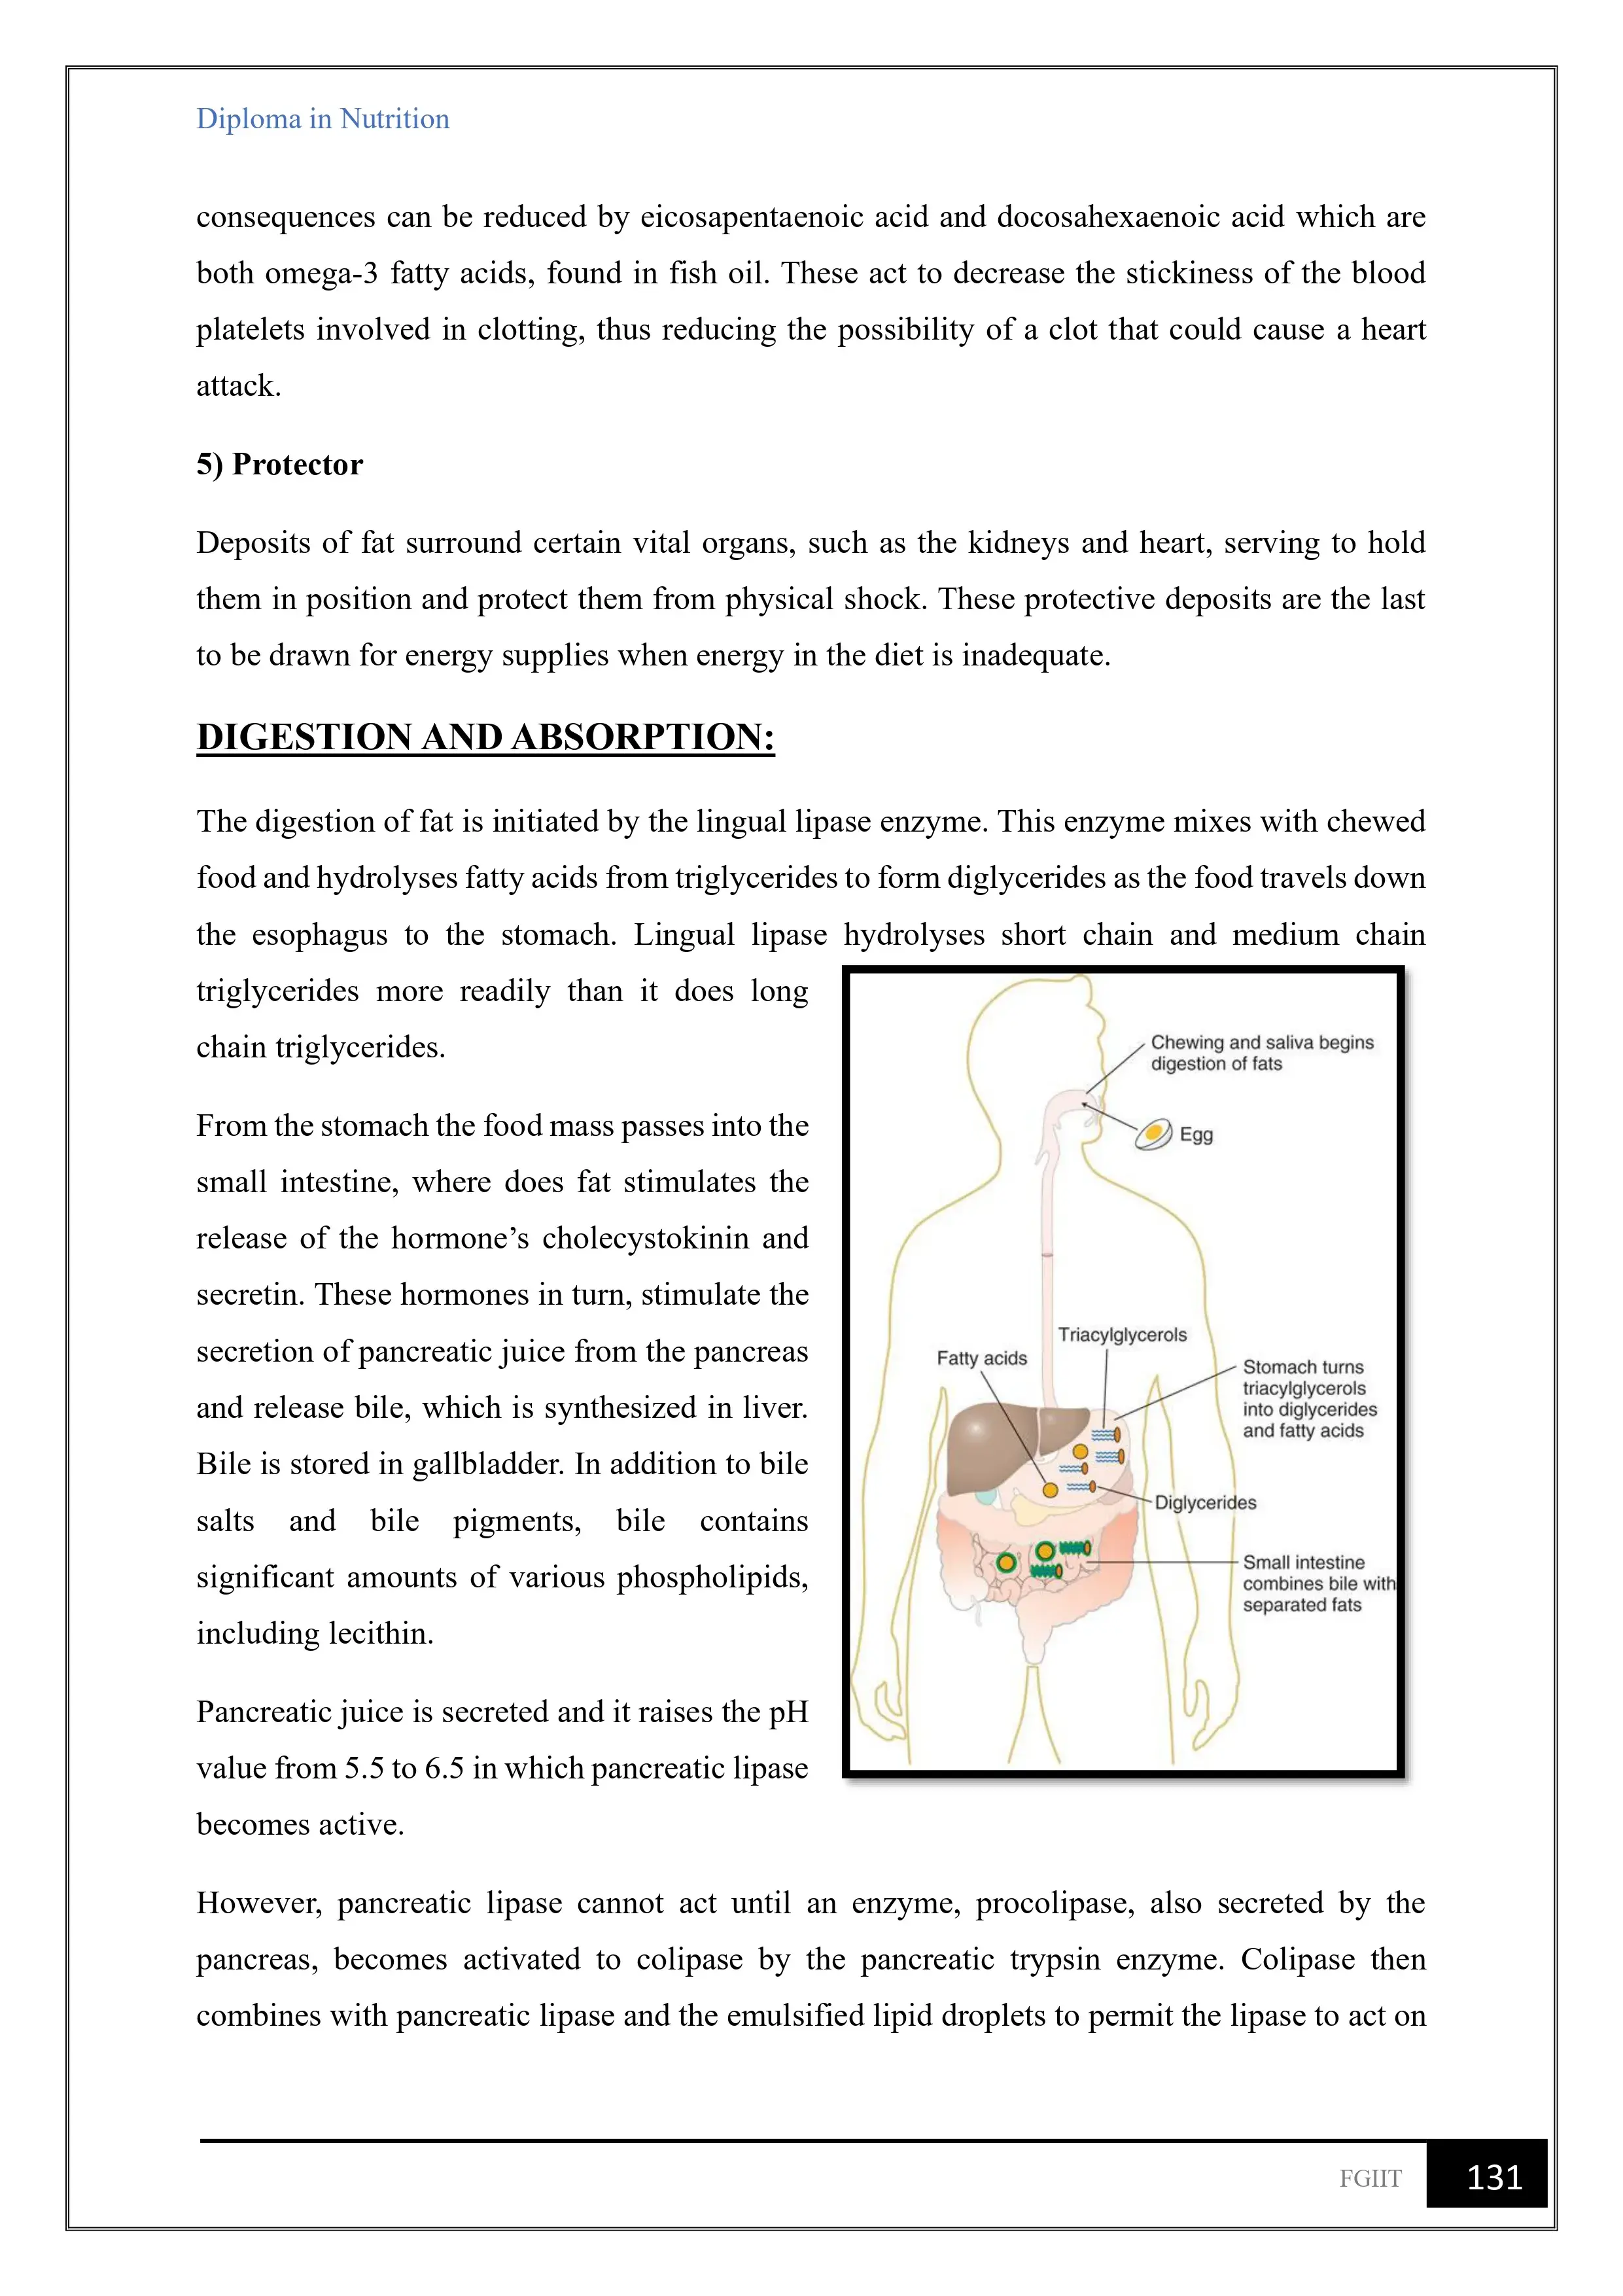 Diploma in Nutrition
consequences can be reduced by eicosapentaenoic acid and docosahexaenoic acid which are
both omega-3 fatty acids, found in fish oil. These act to decrease the stickiness of the blood
platelets involved in clotting, thus reducing the possibility of a clot that could cause a heart
attack.
5) Protector
Deposits of fat surround certain vital organs, such as the kidneys and heart, serving to hold
them in position and protect them from physical shock. These protective deposits are the last
to be drawn for energy supplies when energy in the diet is inadequate.
DIGESTION AND ABSORPTION:
The digestion of fat is initiated by the lingual lipase enzyme. This enzyme mixes with chewed
food and hydrolyses fatty acids from triglycerides to form diglycerides as the food travels down
the esophagus to the stomach. Lingual lipase hydrolyses short chain and medium chain
triglycerides more readily than it does long
chain triglycerides.
From the stomach the food mass passes into the
small intestine, where does fat stimulates the
release of the hormone’s cholecystokinin and
secretin. These hormones in turn, stimulate the
secretion of pancreatic juice from the pancreas
and release bile, which is synthesized in liver.
Bile is stored in gallbladder. In addition to bile
salts and bile pigments, bile contains
significant amounts of various phospholipids,
including lecithin.
Pancreatic juice is secreted and it raises the pH
value from 5.5 to 6.5 in which pancreatic lipase
becomes active.
Chewing and saliva begins
digestion of fats
Egg
Triacylglycerols
Fatty acids
Stomach turns
triacylglycerols
into diglycerides
and fatty acids
Diglycerides
Small intestine
combines bile with
separated fats
However, pancreatic lipase cannot act until an enzyme, procolipase, also secreted by the
pancreas, becomes activated to colipase by the pancreatic trypsin enzyme. Colipase then
combines with pancreatic lipase and the emulsified lipid droplets to permit the lipase to act on
FGIIT
131